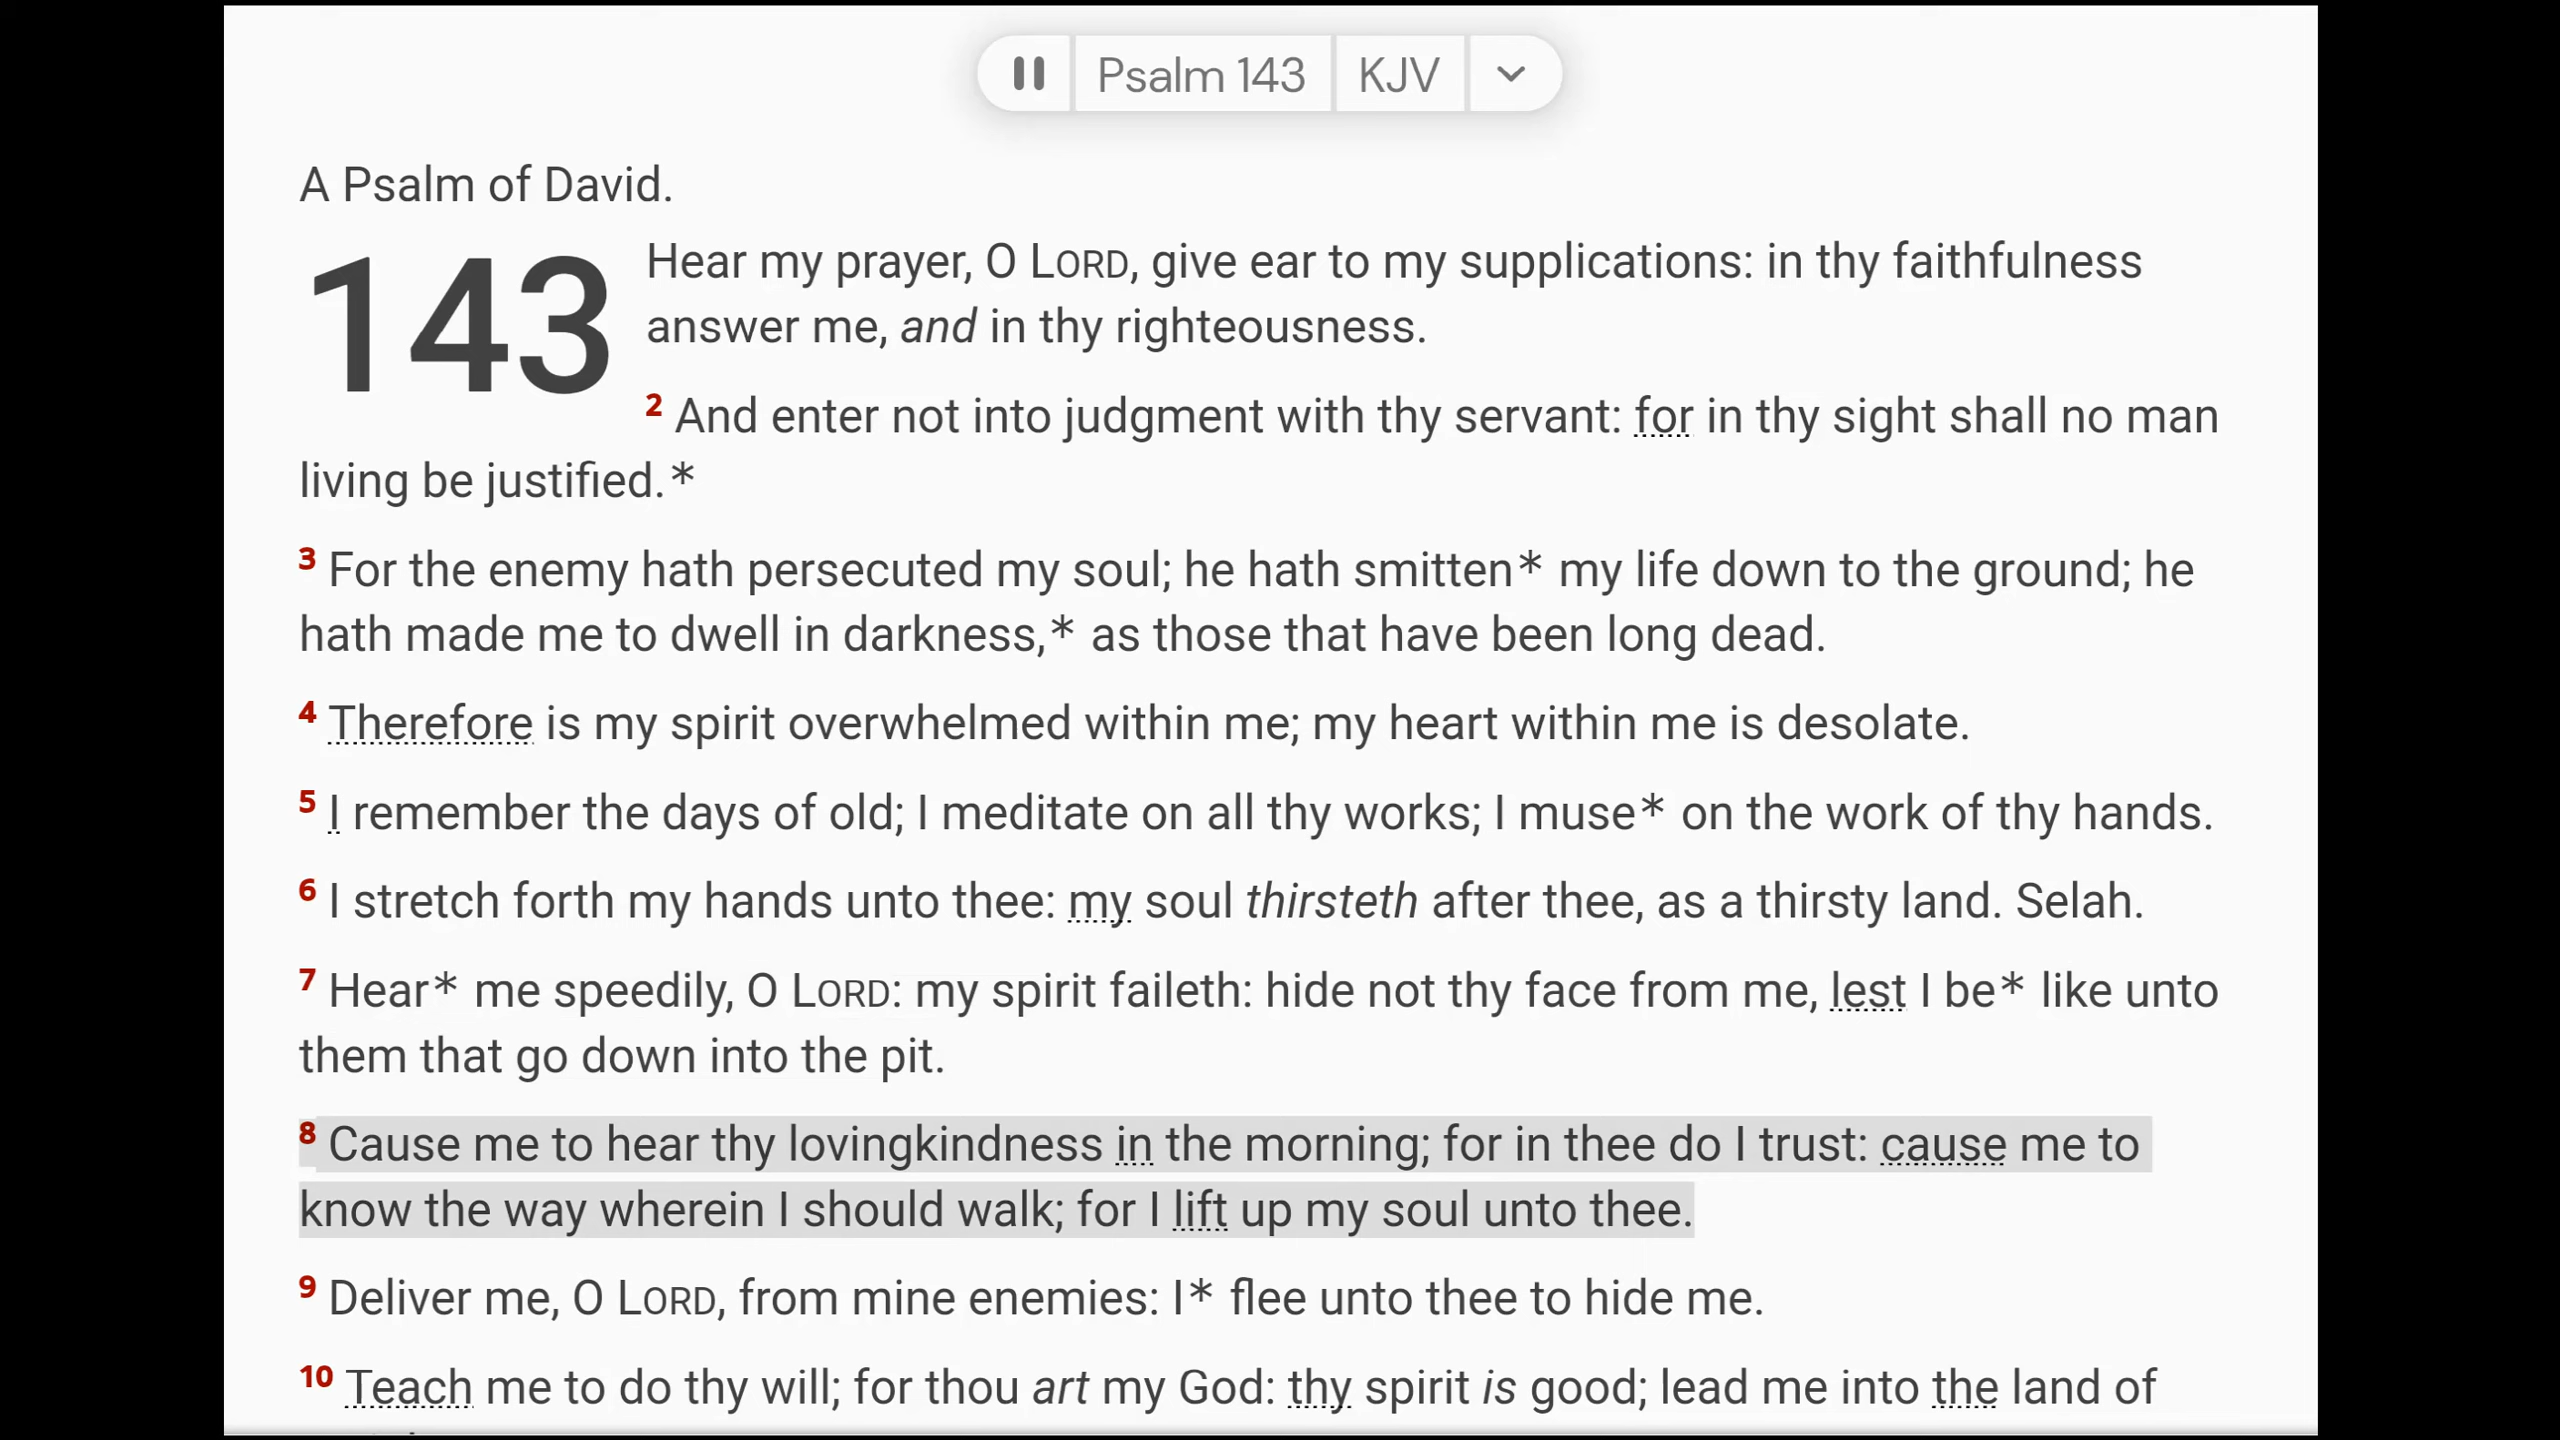 Psalm 143 KJV
A Psalm of David.
143 Hear my prayer, O LORD, give ear to my supplications: in thy faithfulness
answer me, and in thy righteousness.
2 And enter not into judgment with thy servant: for in thy sight shall no man
living be justified.*
3 For the enemy hath persecuted my soul; he hath smitten* my life down to the ground; he
hath made me to dwell in darkness,* as those that have been long dead.
4 Therefore is my spirit overwhelmed within me; my heart within me is desolate.
5 I remember the days of old; I meditate on all thy works; I muse* on the work of thy hands.
6 I stretch forth my hands unto thee: my soul thirsteth after thee, as a thirsty land. Selah.
7 Hear* me speedily, O LORD: my spirit faileth: hide not thy face from me, lest I be* like unto
them that go down into the pit.
8 Cause me to hear thy lovingkindness in the morning; for in thee do I trust: cause me to
know the way wherein I should walk; for I lift up my soul unto thee.
9 Deliver me, O LORD, from mine enemies: I* flee unto thee to hide me.
10 Teach me to do thy will; for thou art my God: thy spirit is good; lead me into the land of